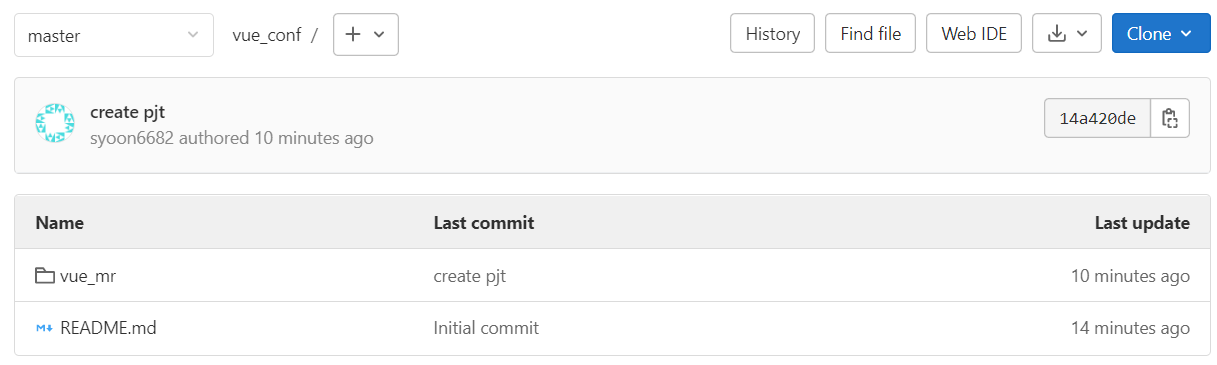 master vue_conf / + History Find file Web IDE Clone
create pjt
syoon6682 authored 10 minutes ago
14a420de
Name Last commit Last update
vue_mr create pjt 10 minutes ago
M↓ README.md Initial commit 14 minutes ago